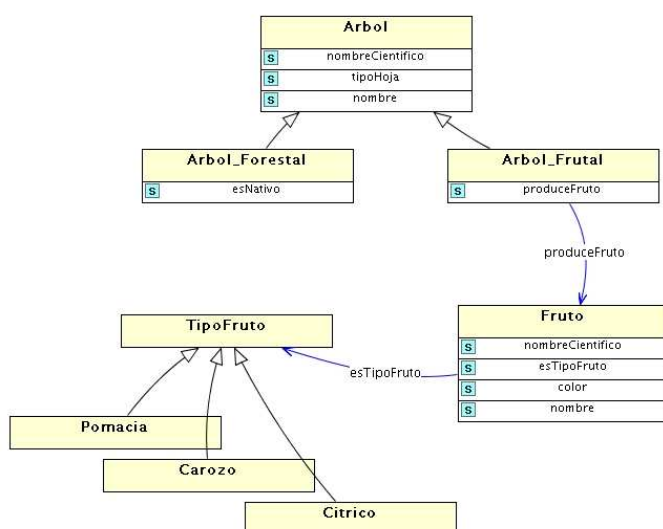 Arbol
S nombreCientifico
S tipoHoja
S nombre
Arbol_Forestal
S esNativo
Arbol_Frutal
S produceFruto
produceFruto
TipoFruto
Fruto
S nombreCientifico
S esTipoFruto
S color
S nombre
esTipoFruto
Pomacia
Carozo
Citrico